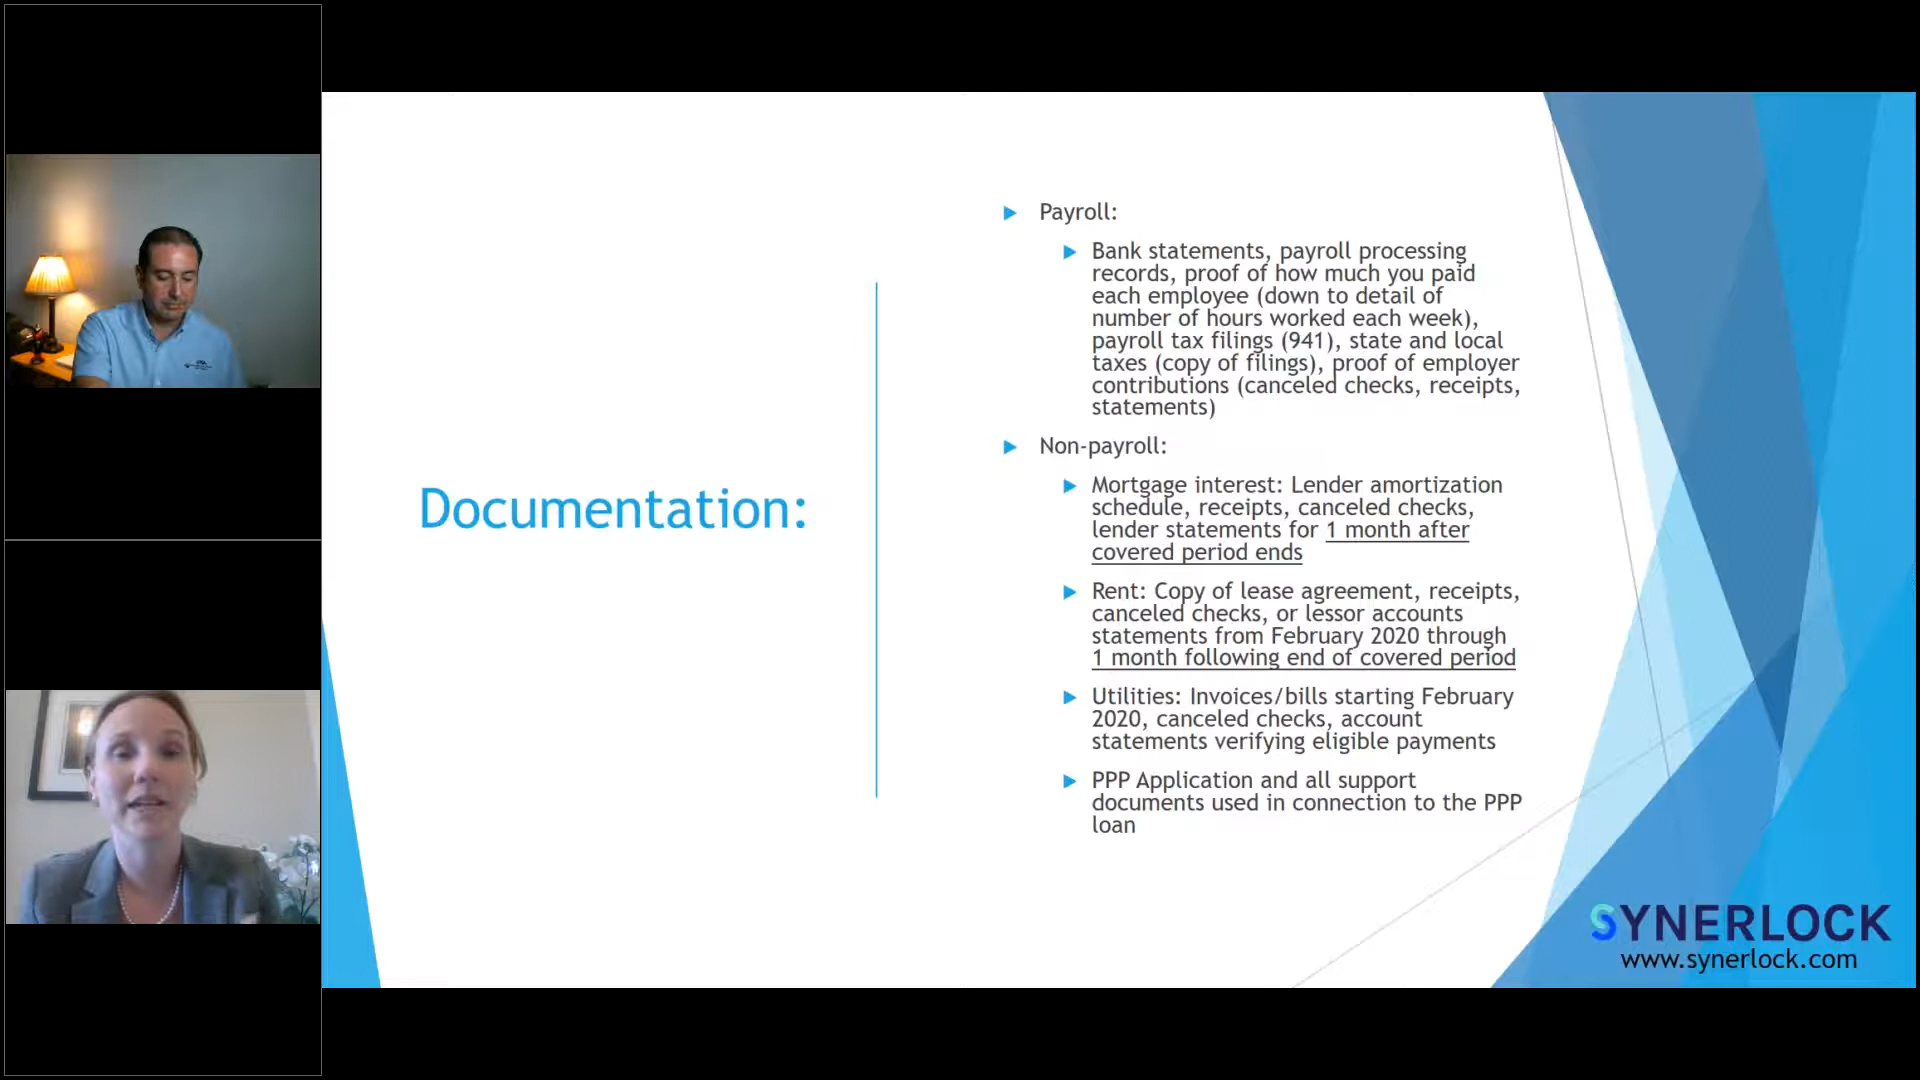 Documentation:
Payroll:
Bank statements, payroll processing
records, proof of how much you paid
each employee (down to detail of
number of hours worked each week),
payroll tax filings (941), state and local
taxes (copy of filings), proof of employer
contributions (canceled checks, receipts,
statements)
Non-payroll:
Mortgage interest: Lender amortization
schedule, receipts, canceled checks,
lender statements for 1 month after
covered period ends
Rent: Copy of lease agreement, receipts,
canceled checks, or lessor accounts
statements from February 2020 through
1 month following end of covered period
Utilities: Invoices/bills starting February
2020, canceled checks, account
statements verifying eligible payments
PPP Application and all support
documents used in connection to the PPP
loan
SYNERLOCK
www.synerlock.com